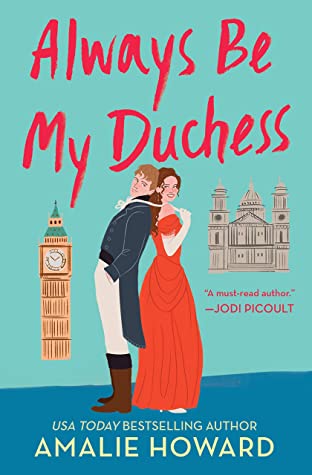 Always Be
My Duchess
"A must-read author."
—JODI PICOULT
USA TODAY BESTSELLING AUTHOR
AMALIE HOWARD